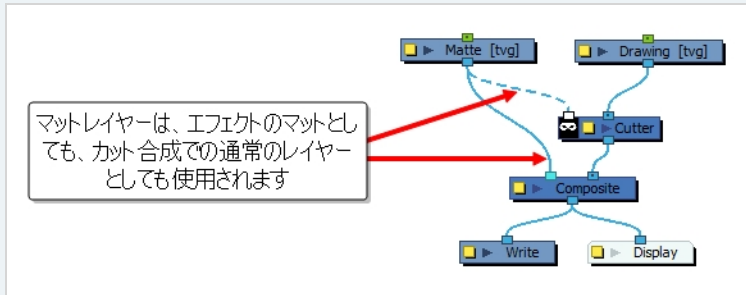 Matte [tvg]
Drawing [tvg]
マットレイヤーは、エフェクトのマットとし
ても、カット合成での通常のレイヤー
としても使用されます
Cutter
Composite
Write
Display